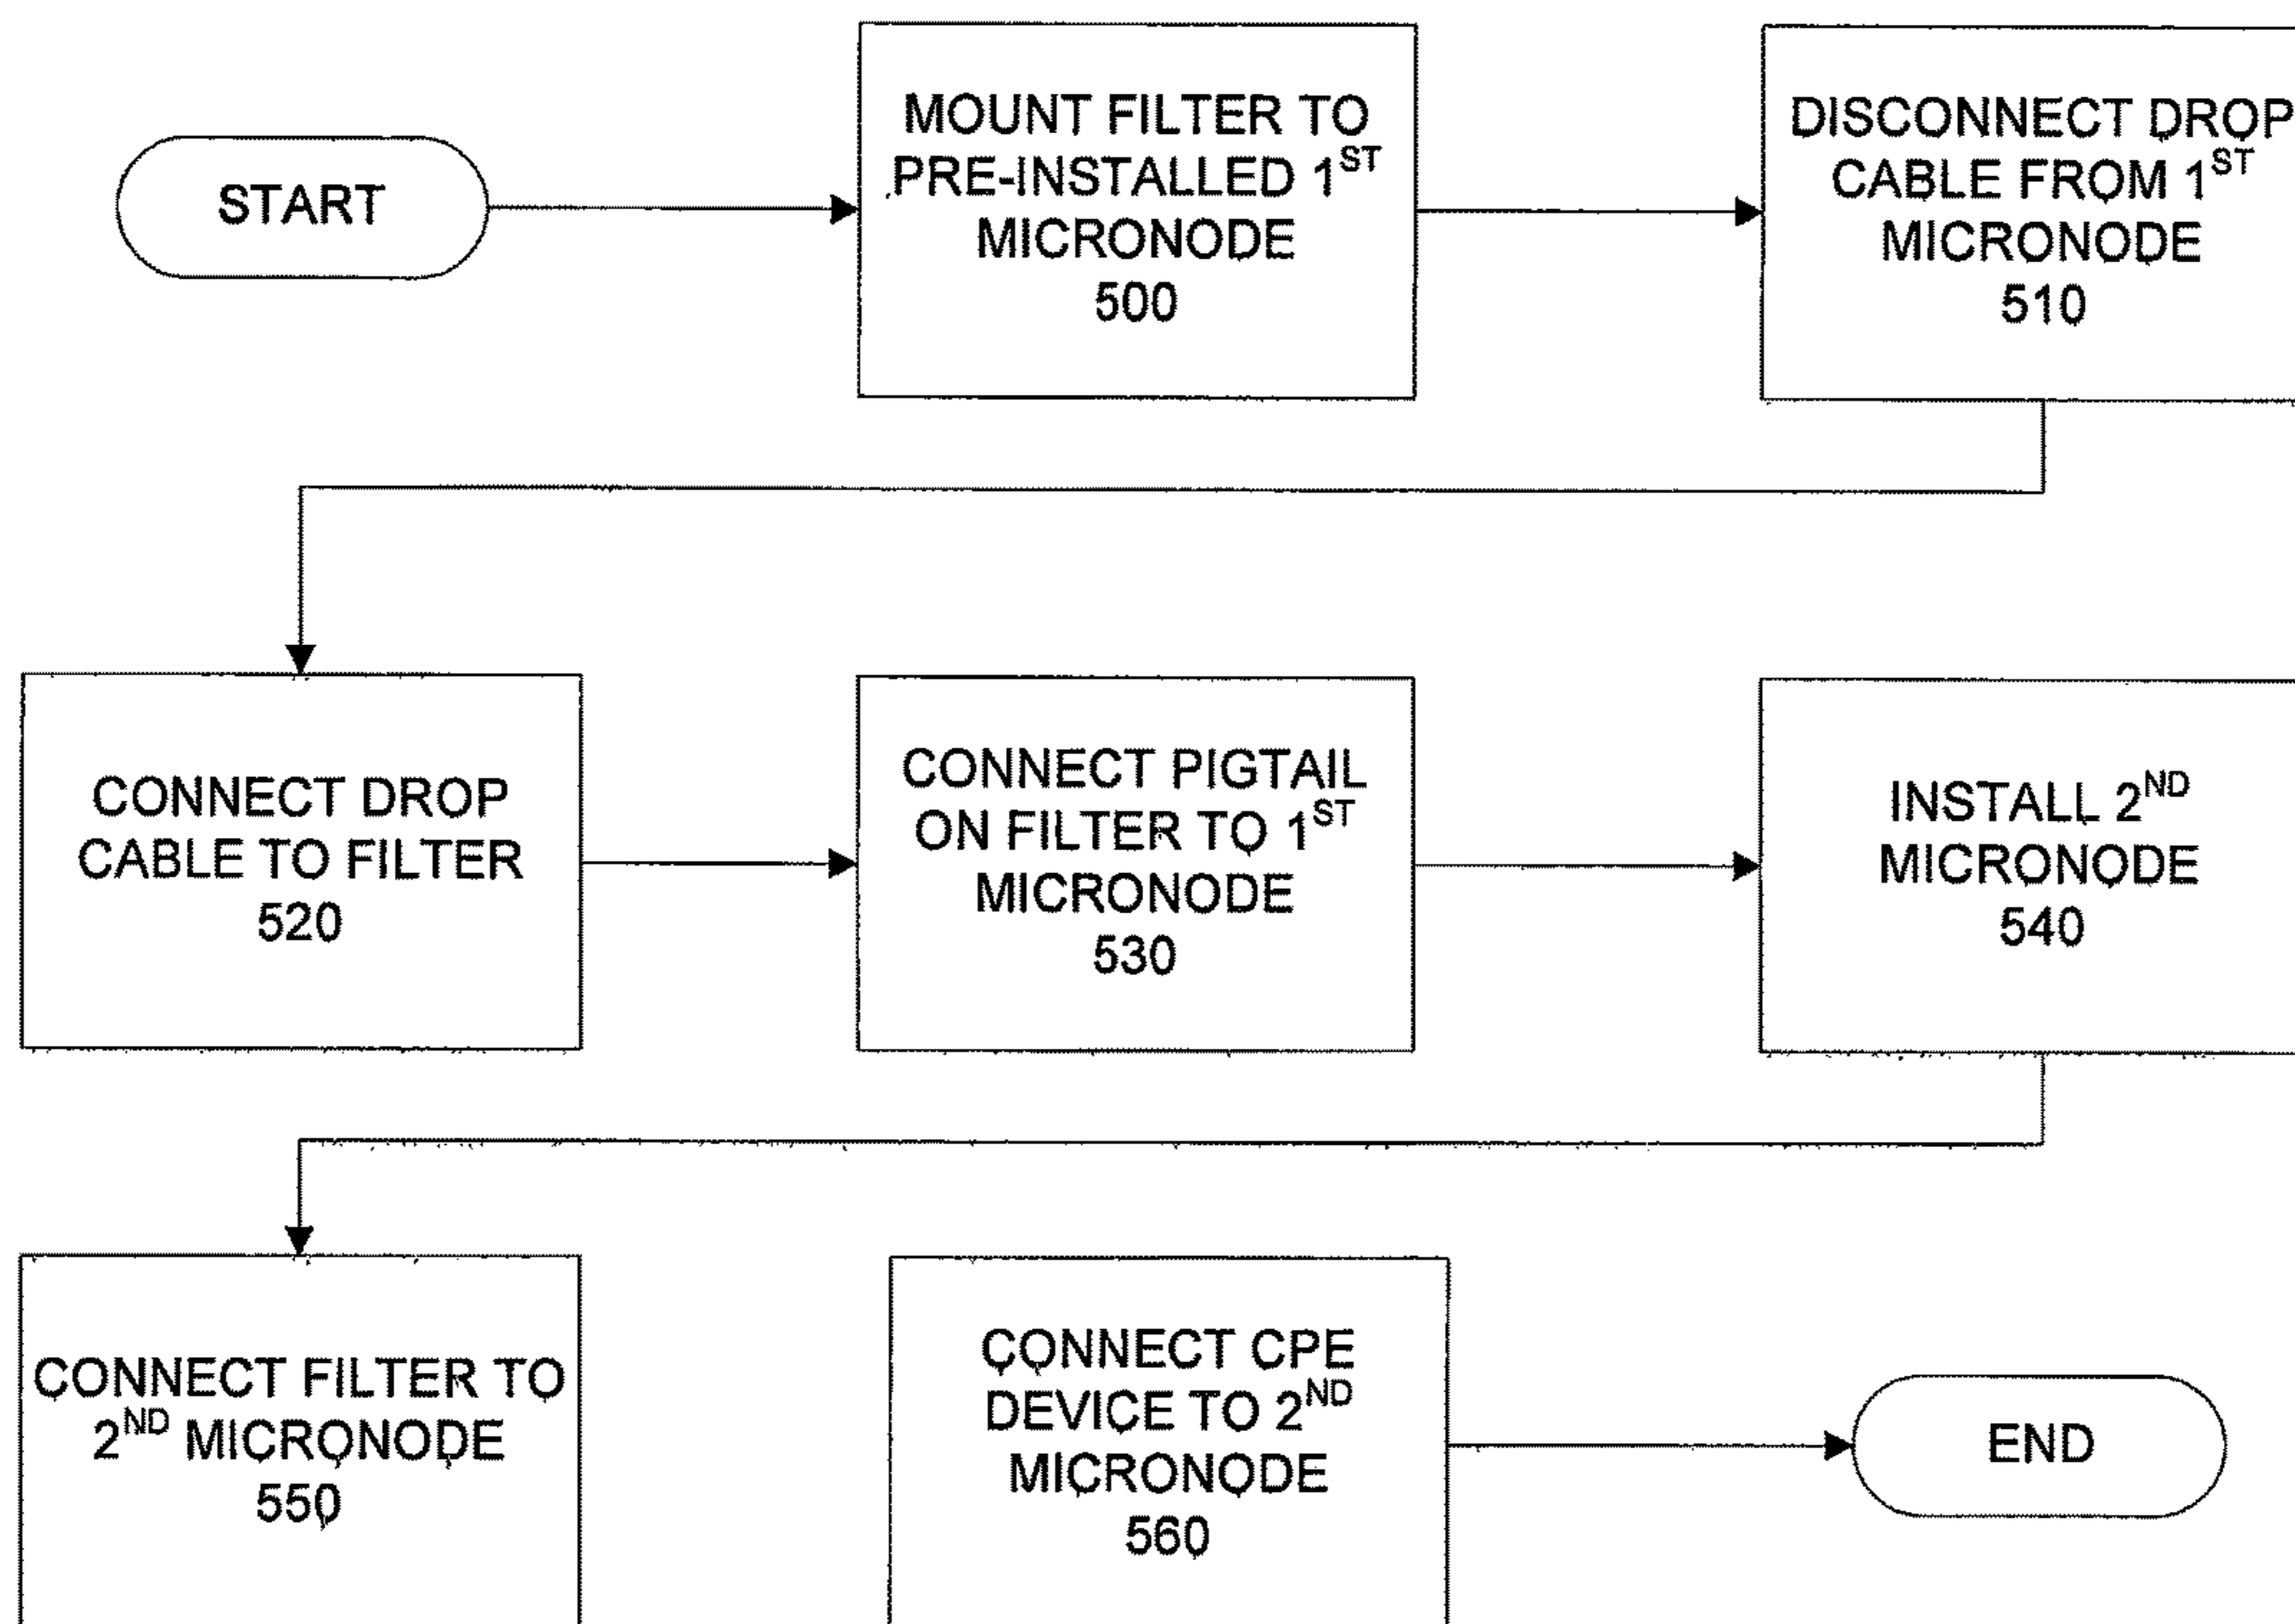 START
MOUNT FILTER TO
PRE-INSTALLED 1ST
MICRONODE
500
DISCONNECT DROP
CABLE FROM 1ST
MICRONODE
510
CONNECT DROP
CABLE TO FILTER
520
CONNECT PIGTAIL
ON FILTER TO 1ST
MICRONODE
530
INSTALL 2ND
MICRONODE
540
CONNECT FILTER TO
2ND MICRONODE
550
CONNECT CPE
DEVICE TO 2ND
MICRONODE
560
END